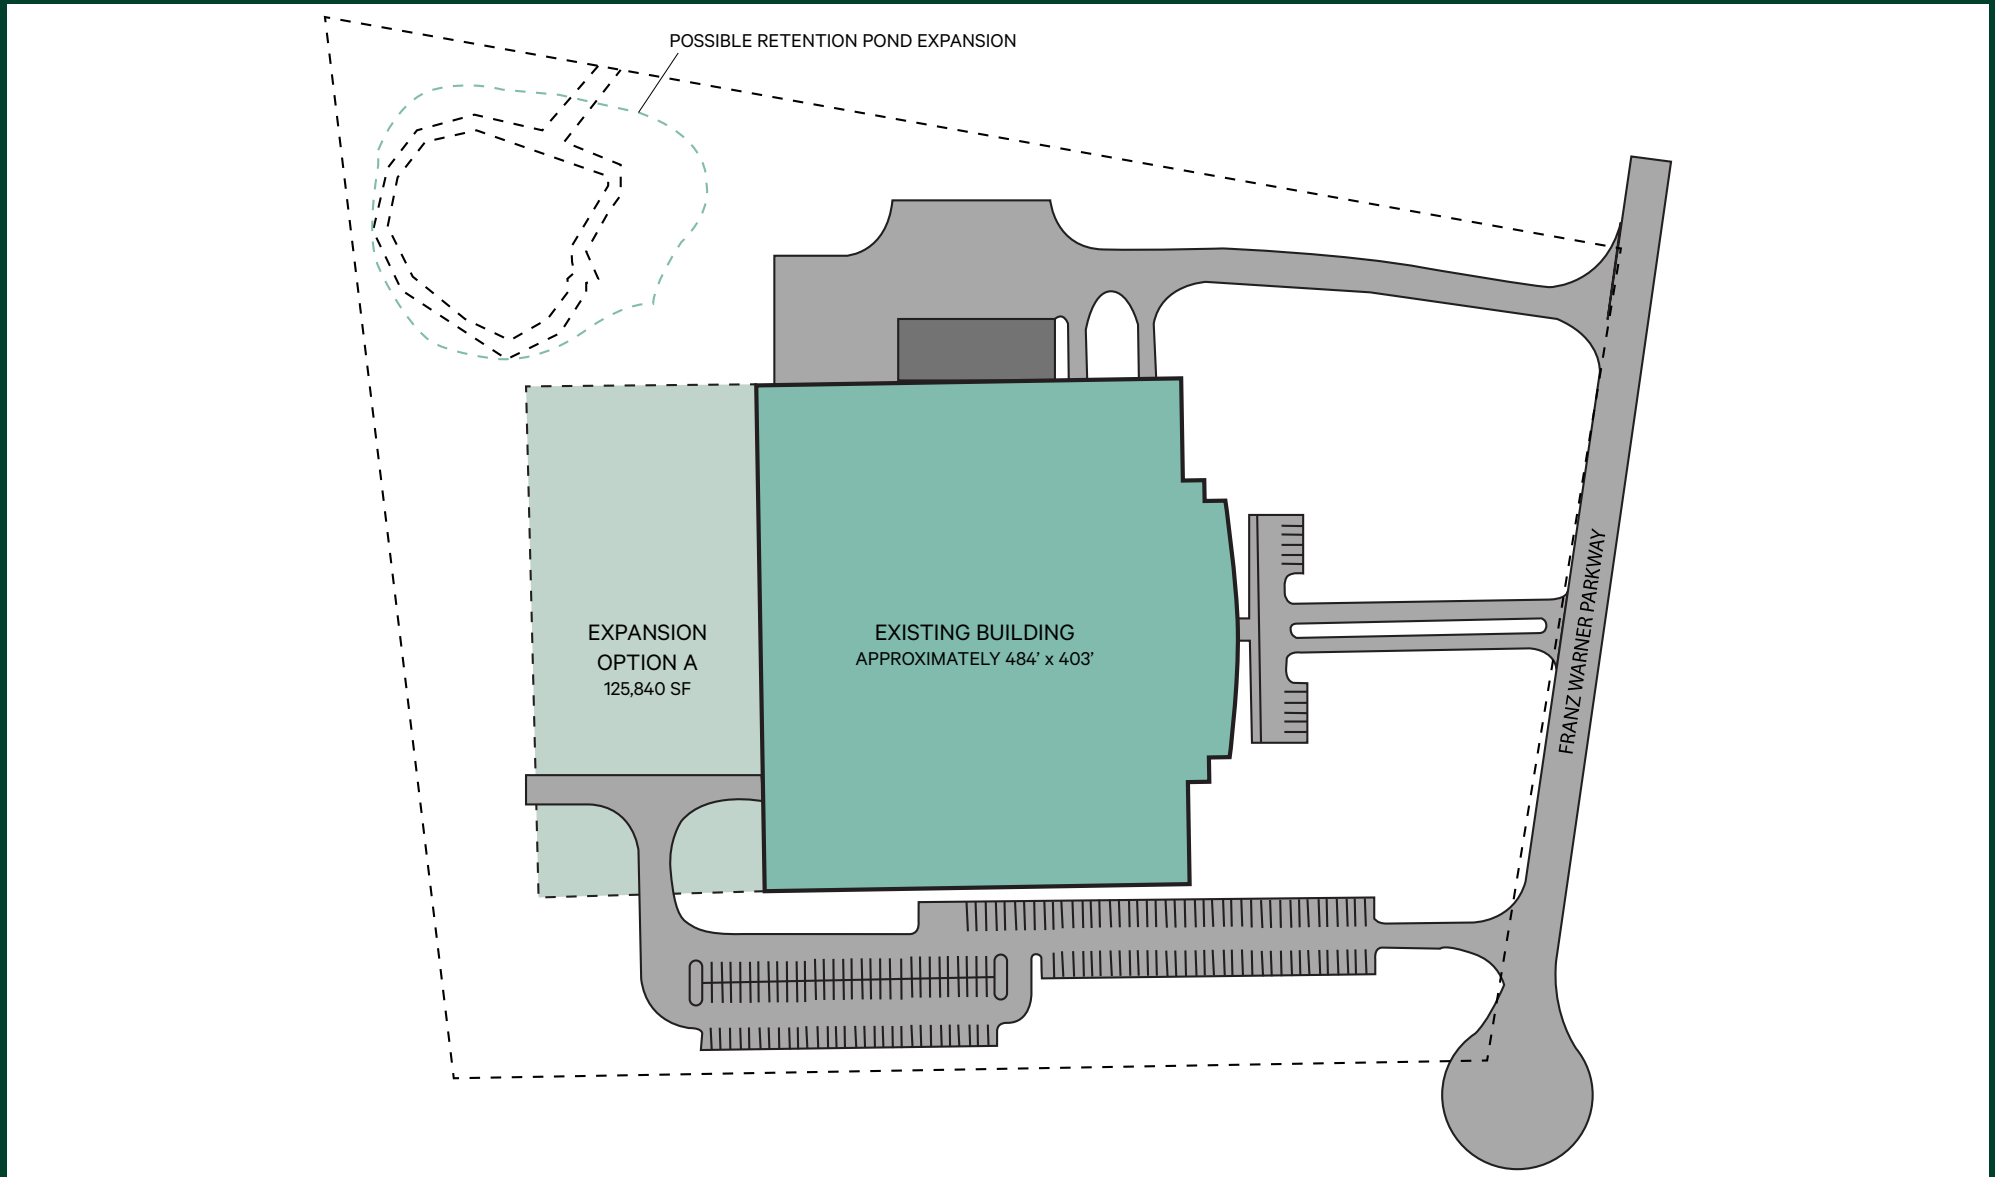 POSSIBLE RETENTION POND EXPANSION
EXPANSION
OPTION A
125,840 SF
EXISTING BUILDING
APPROXIMATELY 484’ x 403’
FRANZ WARNER PARKWAY